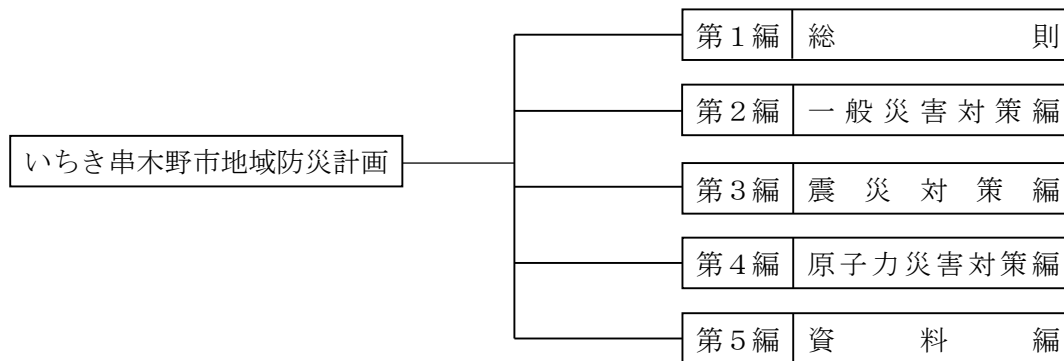 第１編 総則
第２編 一般災害対策編
いちき串木野市地域防災計画
第３編 震災対策編
第４編 原子力災害対策編
第５編 資料編